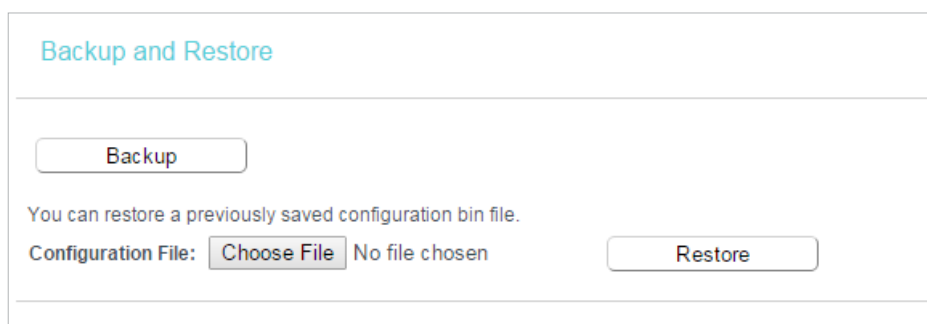 Backup and Restore
Backup
You can restore a previously saved configuration bin file.
Configuration File: Choose File No file chosen Restore